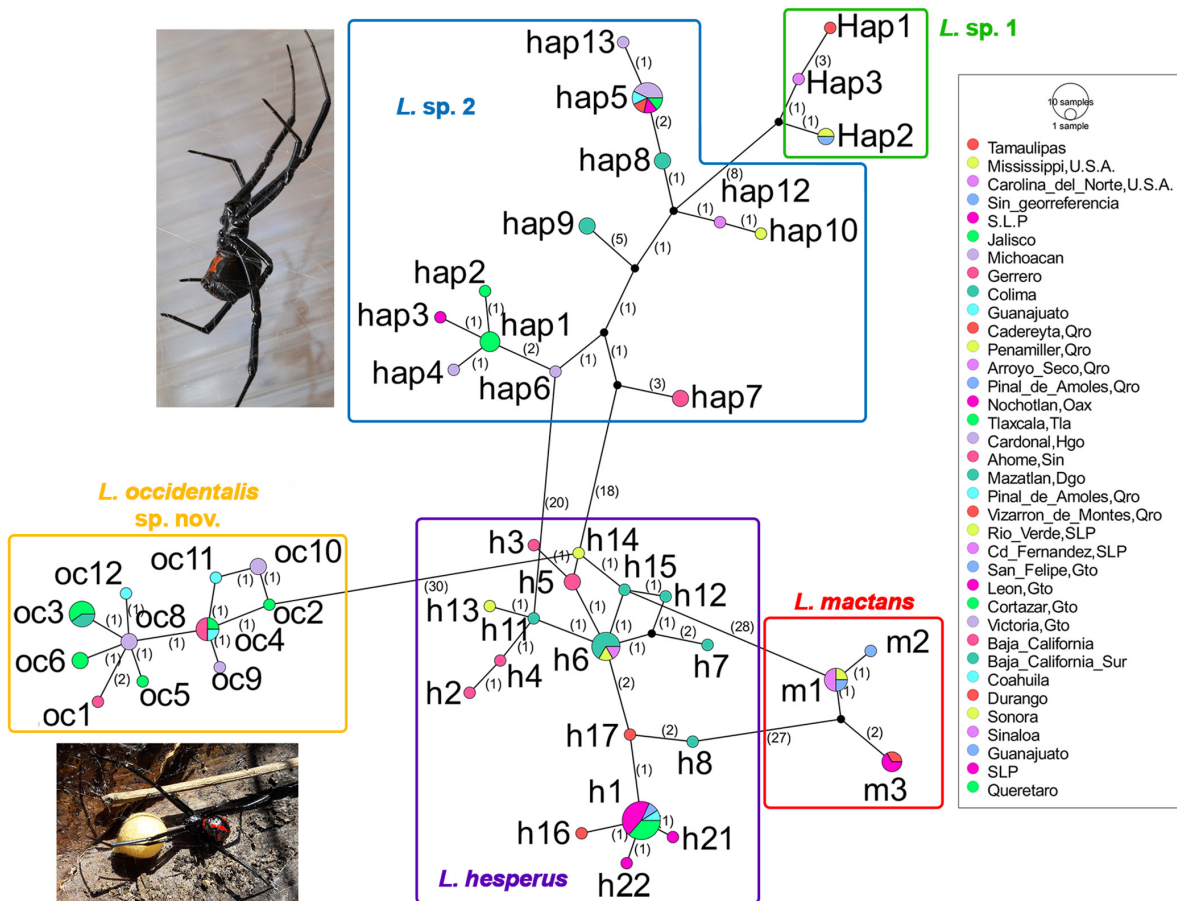 L. sp. 1
L. sp. 2
Hap1
(3)
Hap3
(1)
(1)
Hap2
hap13
(1)
hap5
(2)
hap8
(1)
(8)
hap12
(1)
(1)
hap10
hap9
(5)
(1)
(1)
hap2
(1)
hap3
(1)
hap1
(1)
hap4
(2)
hap6
(1)
(1)
(3)
hap7
(20)
(18)
L. occidentalis
sp. nov.
oc11
oc10
(1)
(1)
oc12
(1)
oc8
(1)
oc2
(1)
oc3
(1)
(1)
oc4
(1)
oc6
(1)
(1)
oc9
(2)
oc5
oc1
(30)
h3
(1)
h14
(1)
h15
h5
(1)
h12
h13
(1)
(1)
(1)
(1)
h11
(1)
(1)
h6
(1)
(2)
h7
h4
(1)
h2
(2)
h17
(2)
h8
(1)
h1
(1)
h16
(1)
(1)
h21
h22
L. hesperus
(28)
(27)
L. mactans
m2
(1)
m1
(1)
(2)
m3
10 samples
1 sample
Tamaulipas
Mississippi,U.S.A.
Carolina_del_Norte,U.S.A.
Sin_georreferencia
S.L.P
Jalisco
Michoacan
Gerrero
Colima
Guanajuato
Cadereyta,Qro
Penamiller,Qro
Arroyo_Seco,Qro
Pinal_de_Amoles,Qro
Nochotlan,Oax
Tlaxcala,Tla
Cardonal,Hgo
Ahome,Sin
Mazatlan,Dgo
Pinal_de_Amoles,Qro
Vizarron_de_Montes,Qro
Rio_Verde,SLP
Cd_Fernandez,SLP
San_Felipe,Gto
Leon,Gto
Cortazar,Gto
Victoria,Gto
Baja_California
Baja_California_Sur
Coahuila
Durango
Sonora
Sinaloa
Guanajuato
SLP
Queretaro